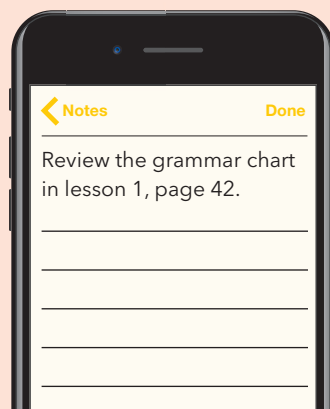 Notes Done
Review the grammar chart
in lesson 1, page 42.